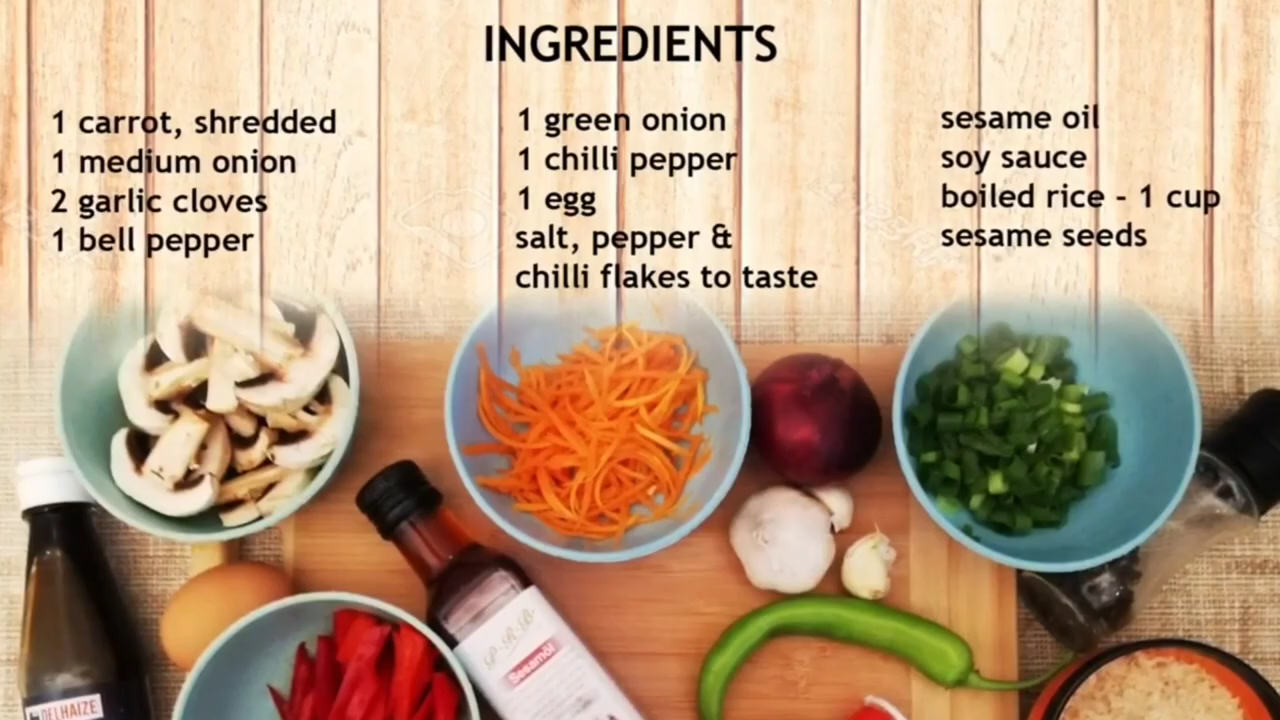 INGREDIENTS
1 carrot, shredded
1 medium onion
2 garlic cloves
1 bell pepper
1 green onion
1 chilli pepper
1 egg
salt, pepper &
chilli flakes to taste
sesame oil
soy sauce
boiled rice - 1 cup
sesame seeds
P·R·B·
Sesamöl
DELHAIZE